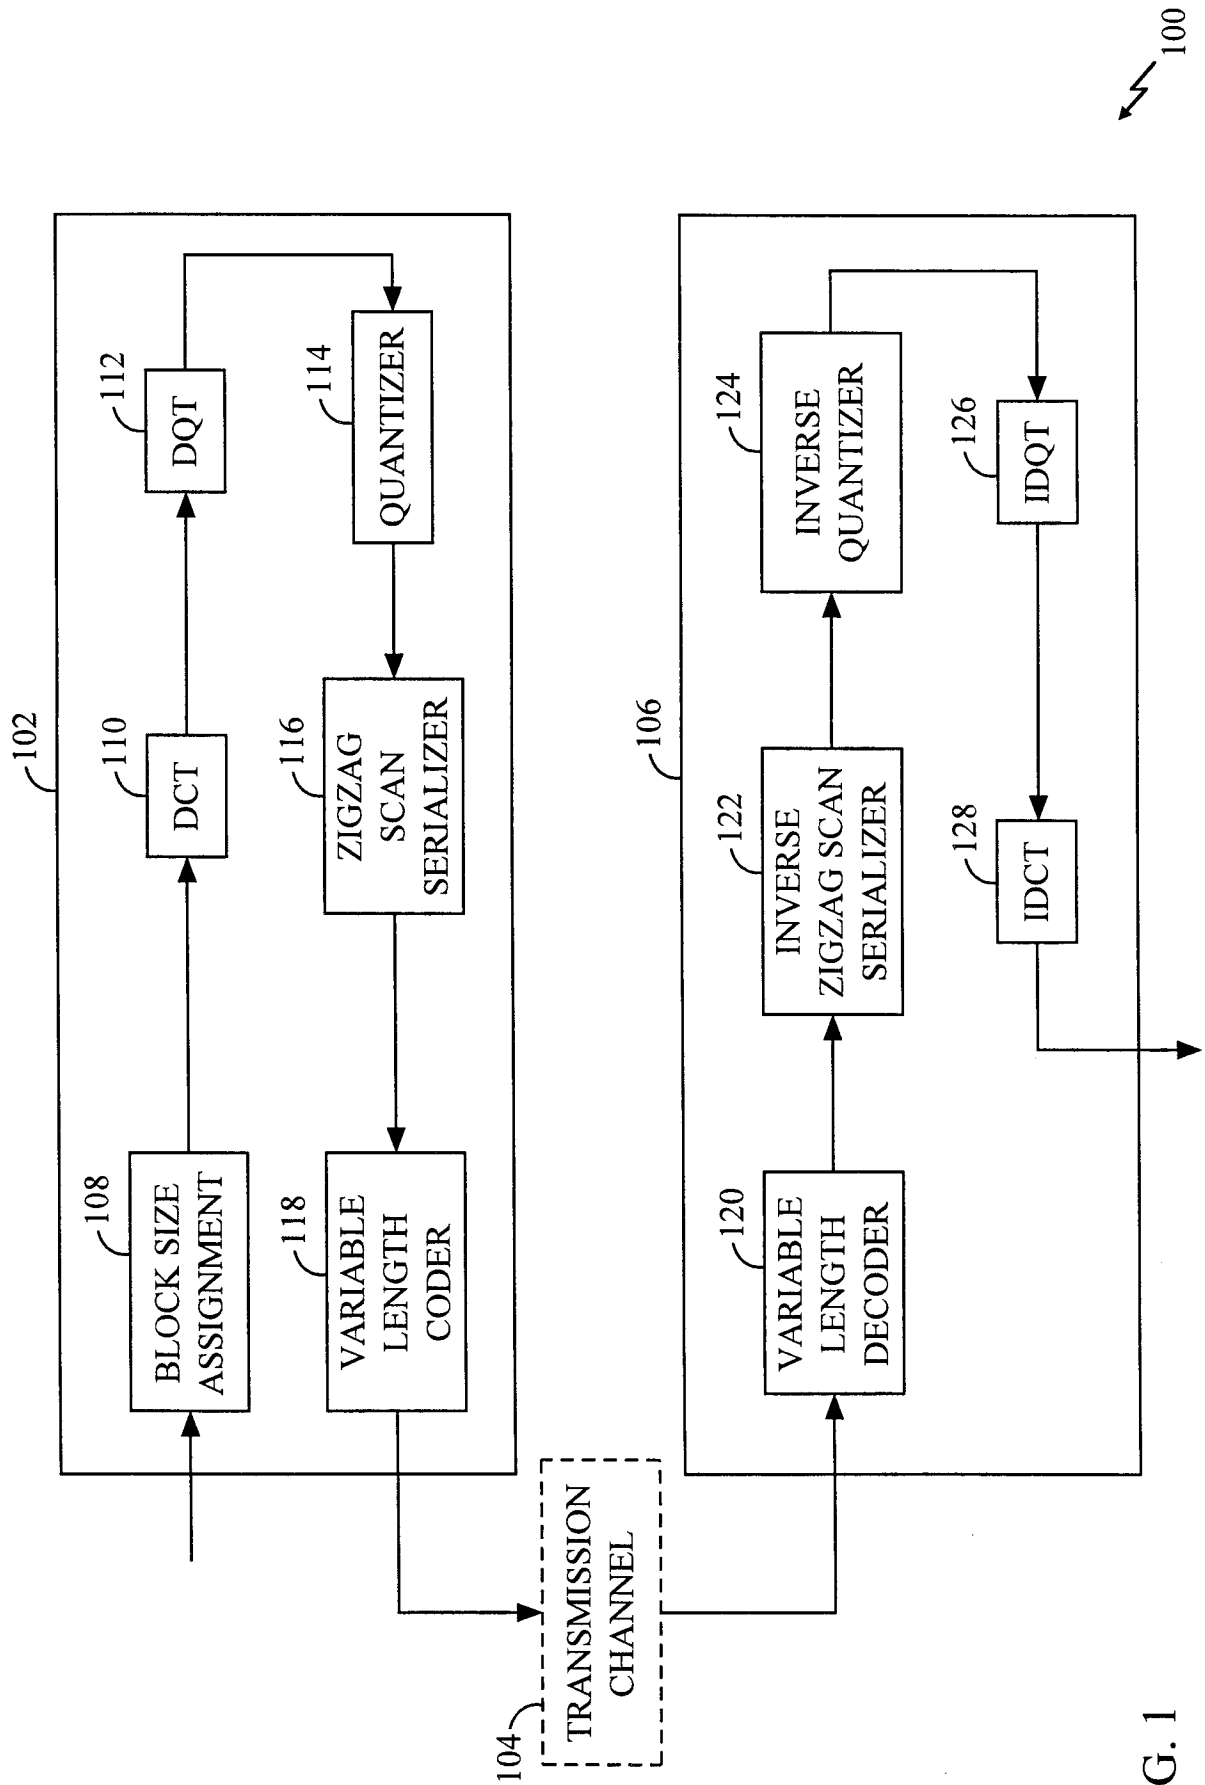 102
108
BLOCK SIZE
ASSIGNMENT
110
DCT
112
DQT
118
VARIABLE
LENGTH
CODER
116
ZIGZAG
SCAN
SERIALIZER
114
QUANTIZER
104
TRANSMISSION
CHANNEL
106
120
VARIABLE
LENGTH
DECODER
122
INVERSE
ZIGZAG SCAN
SERIALIZER
124
INVERSE
QUANTIZER
128
IDCT
126
IDQT
G. 1
100